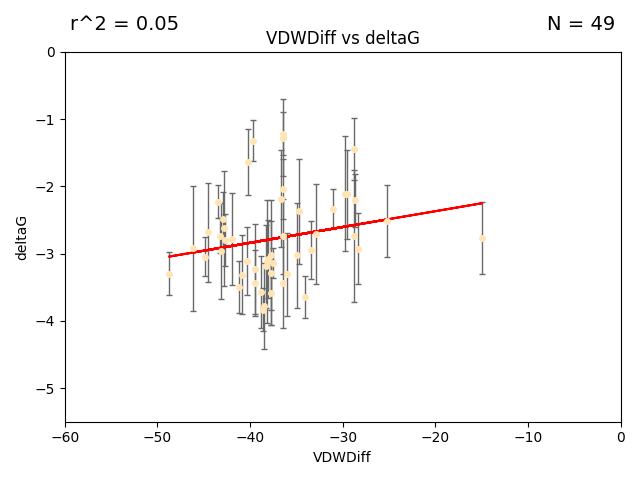 r^2 = 0.05
N = 49
VDWDiff vs deltaG
0
−1
−2
−3
−4
−5
deltaG
−60 −50 −40 −30 −20 −10 0
VDWDiff